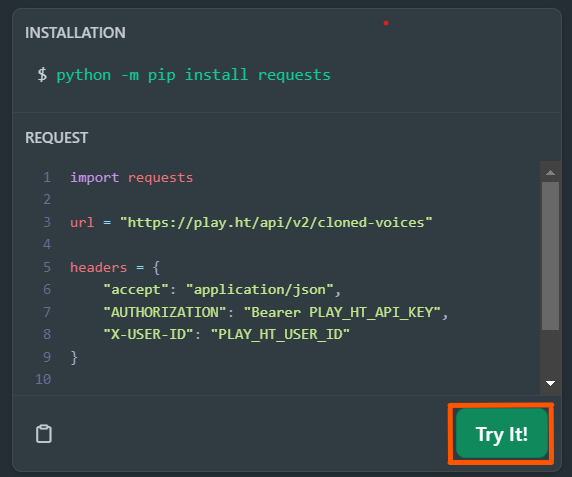 INSTALLATION
$ python -m pip install requests
REQUEST
1 import requests
2
3 url = "https://play.ht/api/v2/cloned-voices"
4
5 headers = {
6     "accept": "application/json",
7     "AUTHORIZATION": "Bearer PLAY_HT_API_KEY",
8     "X-USER-ID": "PLAY_HT_USER_ID"
9 }
10
Try It!